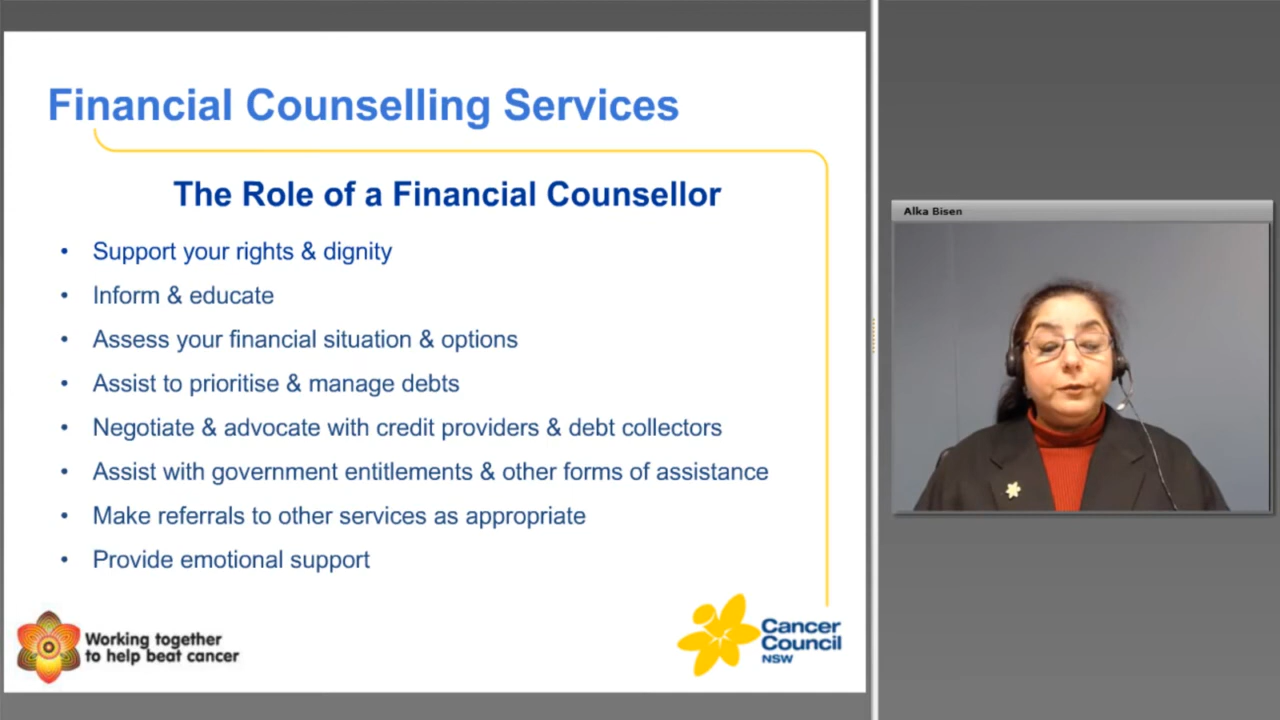 Financial Counselling Services
The Role of a Financial Counsellor
• Support your rights & dignity
• Inform & educate
• Assess your financial situation & options
• Assist to prioritise & manage debts
• Negotiate & advocate with credit providers & debt collectors
• Assist with government entitlements & other forms of assistance
• Make referrals to other services as appropriate
• Provide emotional support
Working together
to help beat cancer
Cancer
Council
NSW
Alka Bisen